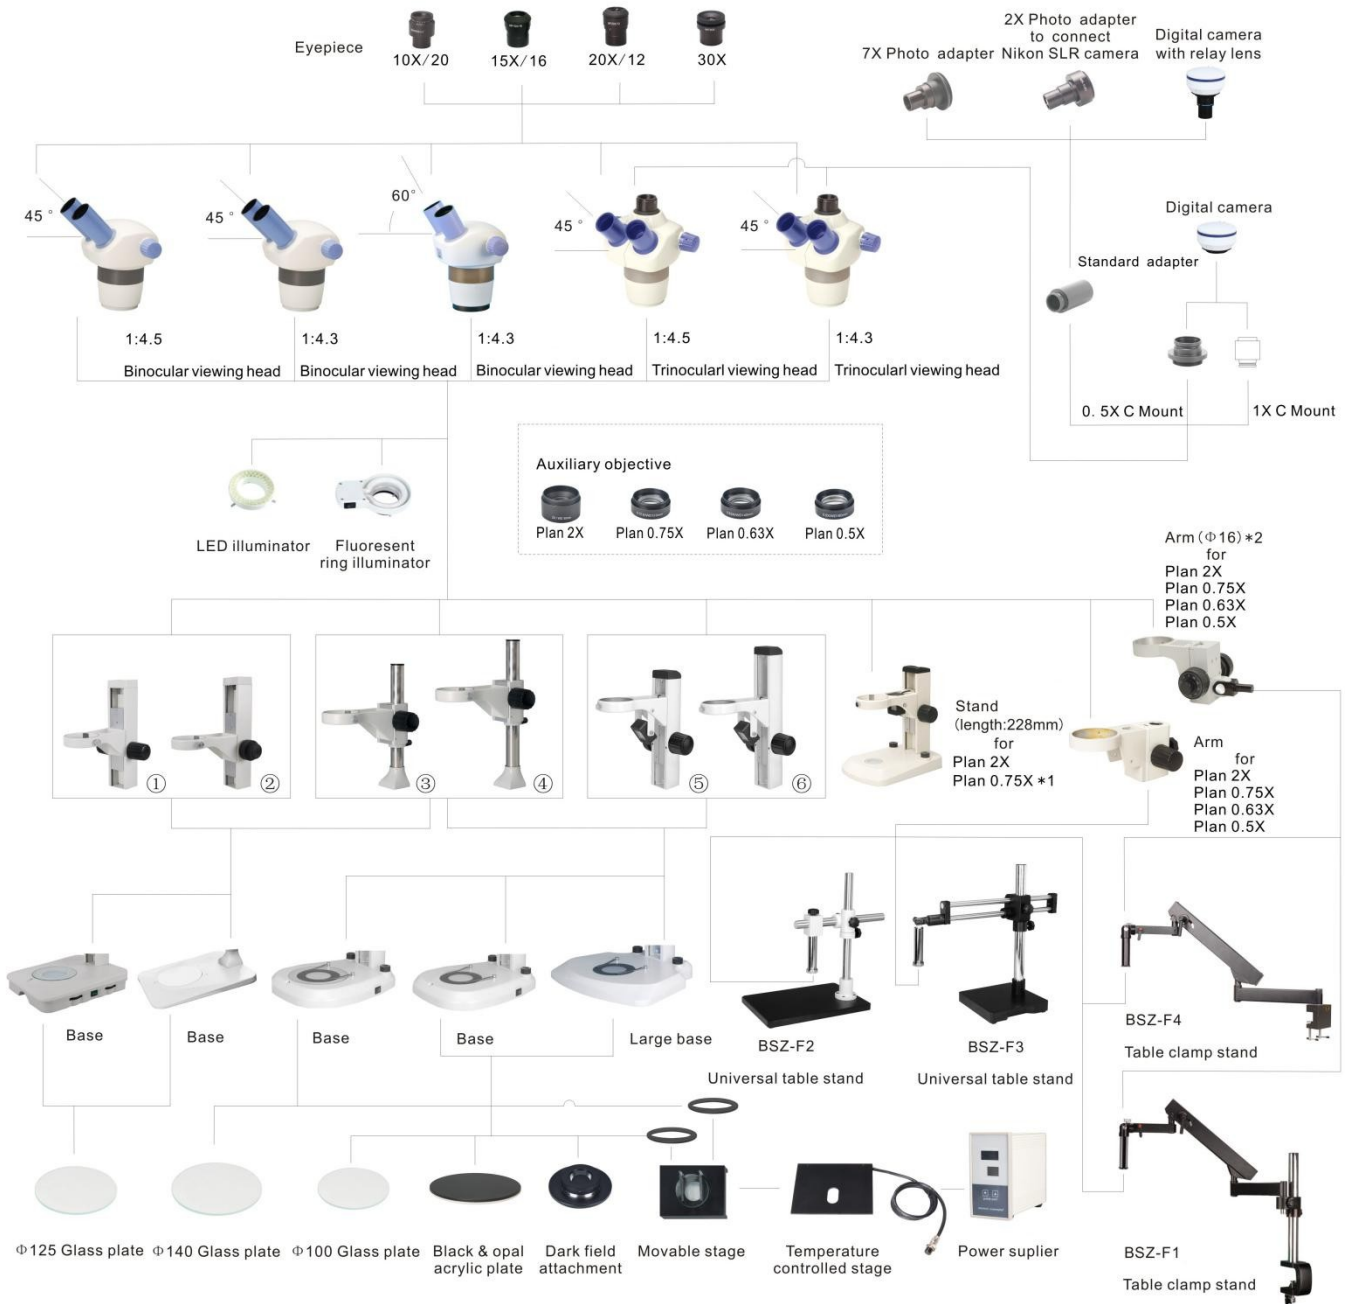 Eyepiece
10X/20
15X/16
20X/12
30X
2X Photo adapter
to connect
Nikon SLR camera
7X Photo adapter
Digital camera
with relay lens
45°
45°
60°
45°
45°
Digital camera
Standard adapter
1:4.5
Binocular viewing head
1:4.3
Binocular viewing head
1:4.3
Binocular viewing head
1:4.5
Trinocularl viewing head
1:4.3
Trinocularl viewing head
0.5X C Mount
1X C Mount
LED illuminator
Fluoresent
ring illuminator
Auxiliary objective
Plan 2X
Plan 0.75X
Plan 0.63X
Plan 0.5X
Arm(Φ16)*2
for
Plan 2X
Plan 0.75X
Plan 0.63X
Plan 0.5X
①
②
③
④
⑤
⑥
Stand
(length:228mm)
for
Plan 2X
Plan 0.75X *1
Arm
for
Plan 2X
Plan 0.75X
Plan 0.63X
Plan 0.5X
Base
Base
Base
Base
Large base
BSZ-F2
Universal table stand
BSZ-F3
Universal table stand
BSZ-F4
Table clamp stand
Φ125 Glass plate
Φ140 Glass plate
Φ100 Glass plate
Black & opal
acrylic plate
Dark field
attachment
Movable stage
Temperature
controlled stage
Power suplier
BSZ-F1
Table clamp stand